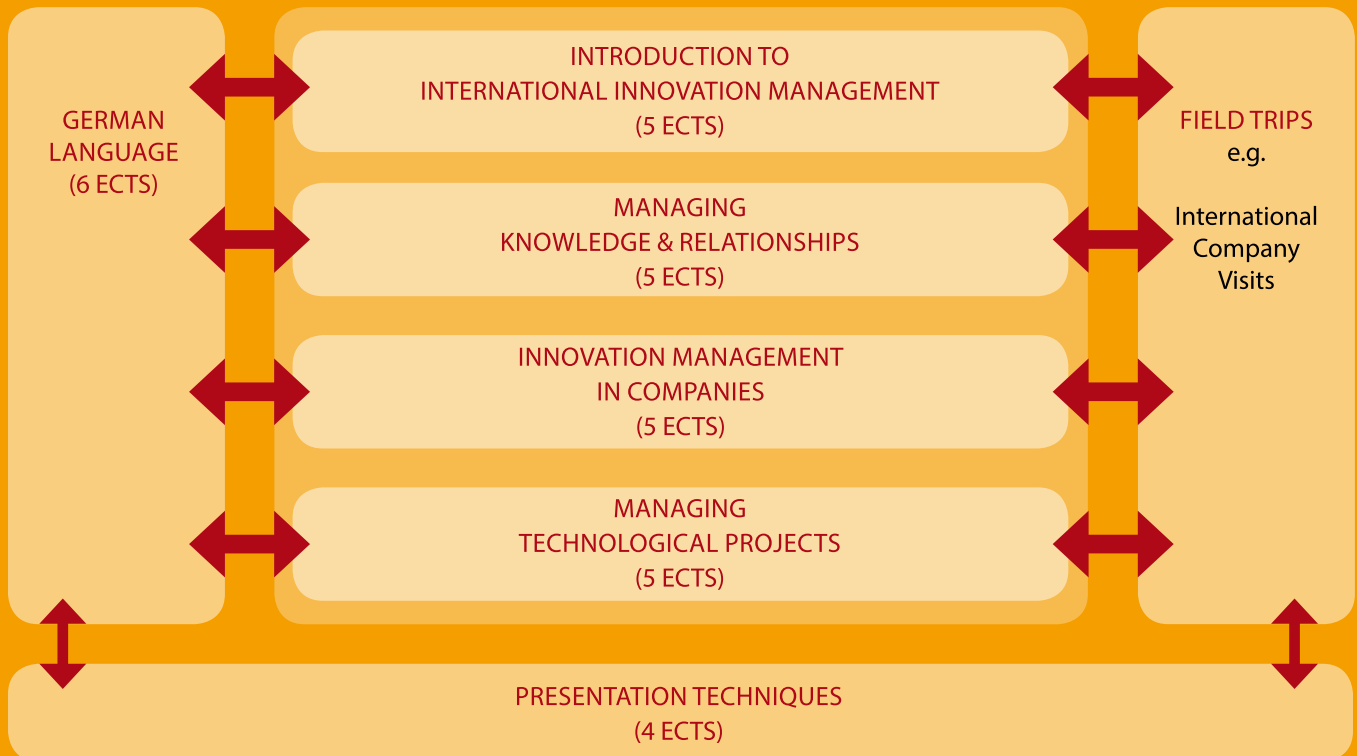 GERMAN
LANGUAGE
(6 ECTS)
INTRODUCTION TO
INTERNATIONAL INNOVATION MANAGEMENT
(5 ECTS)
MANAGING
KNOWLEDGE & RELATIONSHIPS
(5 ECTS)
INNOVATION MANAGEMENT
IN COMPANIES
(5 ECTS)
MANAGING
TECHNOLOGICAL PROJECTS
(5 ECTS)
FIELD TRIPS
e.g.
International
Company
Visits
PRESENTATION TECHNIQUES
(4 ECTS)